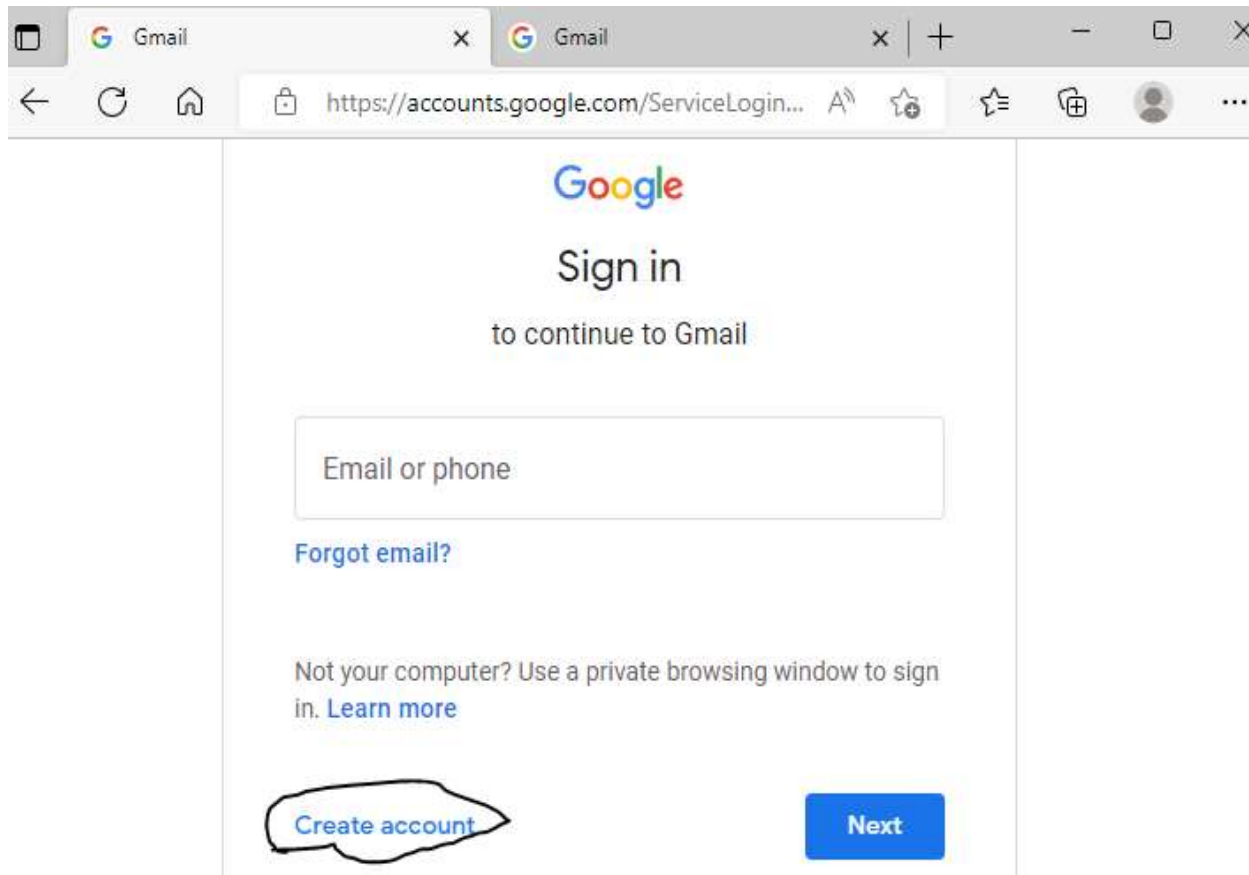 Gmail
Gmail
https://accounts.google.com/ServiceLogin...
Google
Sign in
to continue to Gmail
Email or phone
Forgot email?
Not your computer? Use a private browsing window to sign
in. Learn more
Create account
Next